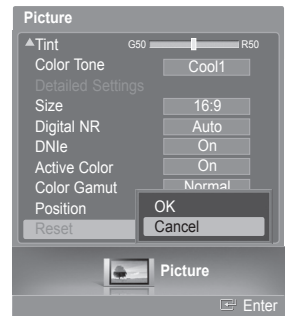 Picture
▲Tint G50 R50
Color Tone Cool1
Detailed Settings
Size 16:9
Digital NR Auto
DNIe On
Active Color On
Color Gamut Normal
Position OK
Reset Cancel
Picture
Enter